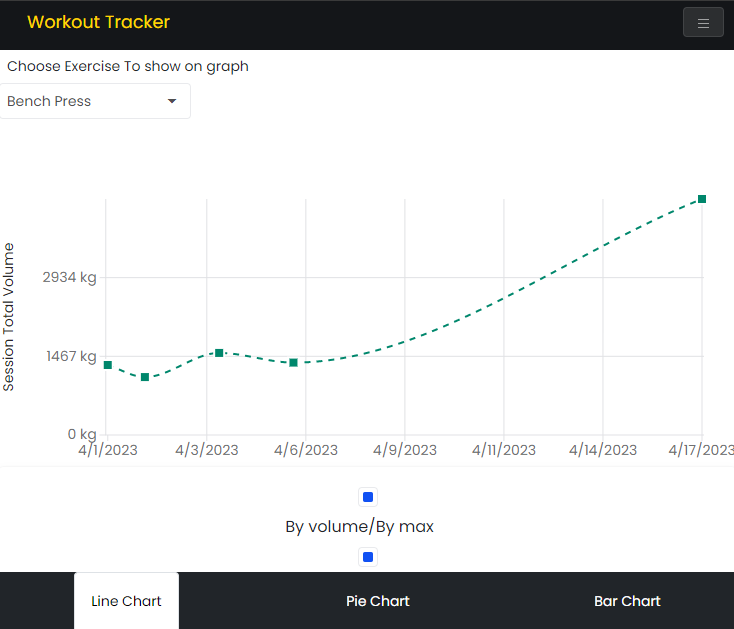 Workout Tracker
Choose Exercise To show on graph
Bench Press
Session Total Volume
2934 kg
1467 kg
0 kg
4/1/2023 4/3/2023 4/6/2023 4/9/2023 4/11/2023 4/14/2023 4/17/2023
By volume/By max
Line Chart Pie Chart Bar Chart